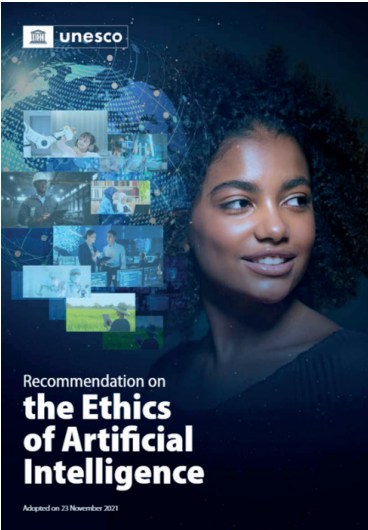 unesco
Recommendation on
the Ethics
of Artificial
Intelligence
Adopted on 23 November 2021